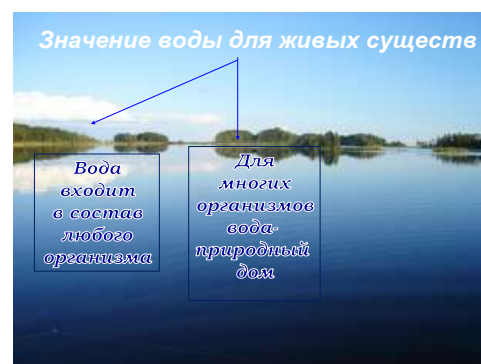 Значение воды для живых существ
Вода
входит
в состав
любого
организма
Для
многих
организмов
вода-
природный
дом